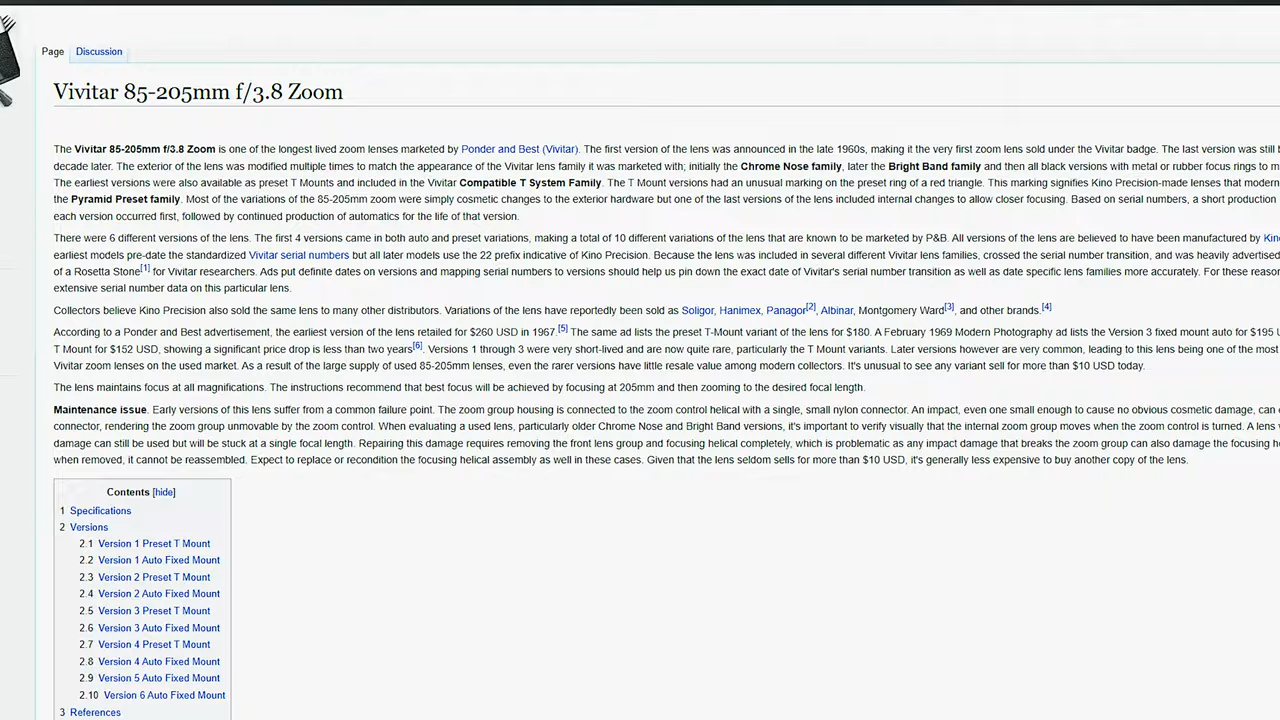 Page Discussion
Vivitar 85-205mm f/3.8 Zoom
The Vivitar 85-205mm f/3.8 Zoom is one of the longest lived zoom lenses marketed by Ponder and Best (Vivitar). The first version of the lens was announced in the late 1960s, making it the very first zoom lens sold under the Vivitar badge. The last version was still
decade later. The exterior of the lens was modified multiple times to match the appearance of the Vivitar lens family it was marketed with; initially the Chrome Nose family, later the Bright Band family and then all black versions with metal or rubber focus rings to
The earliest versions were also available as preset T Mounts and included in the Vivitar Compatible T System Family. The T Mount versions had an unusual marking on the preset ring of a red triangle. This marking signifies Kino Precision-made lenses that modern
the Pyramid Preset family. Most of the variations of the 85-205mm zoom were simply cosmetic changes to the exterior hardware but one of the last versions of the lens included internal changes to allow closer focusing. Based on serial numbers, a short production
each version occurred first, followed by continued production of automatics for the life of that version.
There were 6 different versions of the lens. The first 4 versions came in both auto and preset variations, making a total of 10 different variations of the lens that are known to be marketed by P&B. All versions of the lens are believed to have been manufactured by
earliest models pre-date the standardized Vivitar serial numbers but all later models use the 22 prefix indicative of Kino Precision. Because the lens was included in several different Vivitar lens families, crossed the serial number transition, and was heavily advertised
of a Rosetta Stone[1] for Vivitar researchers. Ads put definite dates on versions and mapping serial numbers to versions should help us pin down the exact date of Vivitar's serial number transition as well as date specific lens families more accurately. For these
extensive serial number data on this particular lens.
Collectors believe Kino Precision also sold the same lens to many other distributors. Variations of the lens have reportedly been sold as Soligor, Hanimex, Panagor[2], Albinar, Montgomery Ward[3], and other brands.[4]
According to a Ponder and Best advertisement, the earliest version of the lens retailed for $260 USD in 1967.[5] The same ad lists the preset T-Mount variant of the lens for $180. A February 1969 Modern Photography ad lists the Version 3 fixed mount auto for $195
T Mount for $152 USD, showing a significant price drop is less than two years[6]. Versions 1 through 3 were very short-lived and are now quite rare, particularly the T Mount variants. Later versions however are very common, leading to this lens being one of the most
Vivitar zoom lenses on the used market. As a result of the large supply of used 85-205mm lenses, even the rarer versions have little resale value among modern collectors. It's unusual to see any variant sell for more than $10 USD today.
The lens maintains focus at all magnifications. The instructions recommend that best focus will be achieved by focusing at 205mm and then zooming to the desired focal length.
Maintenance issue. Early versions of this lens suffer from a common failure point. The zoom group housing is connected to the zoom control helical with a single, small nylon connector. An impact, even one small enough to cause no obvious cosmetic damage, can
connector, rendering the zoom group unmovable by the zoom control. When evaluating a used lens, particularly older Chrome Nose and Bright Band versions, it's important to verify visually that the internal zoom group moves when the zoom control is turned. A lens
damage can still be used but will be stuck at a single focal length. Repairing this damage requires removing the front lens group and focusing helical completely, which is problematic as any impact damage that breaks the zoom group can also damage the focusing
when removed, it cannot be reassembled. Expect to replace or recondition the focusing helical assembly as well in these cases. Given that the lens seldom sells for more than $10 USD, it's generally less expensive to buy another copy of the lens.
Contents [hide]
1 Specifications
2 Versions
2.1 Version 1 Preset T Mount
2.2 Version 1 Auto Fixed Mount
2.3 Version 2 Preset T Mount
2.4 Version 2 Auto Fixed Mount
2.5 Version 3 Preset T Mount
2.6 Version 3 Auto Fixed Mount
2.7 Version 4 Preset T Mount
2.8 Version 4 Auto Fixed Mount
2.9 Version 5 Auto Fixed Mount
2.10 Version 6 Auto Fixed Mount
3 References